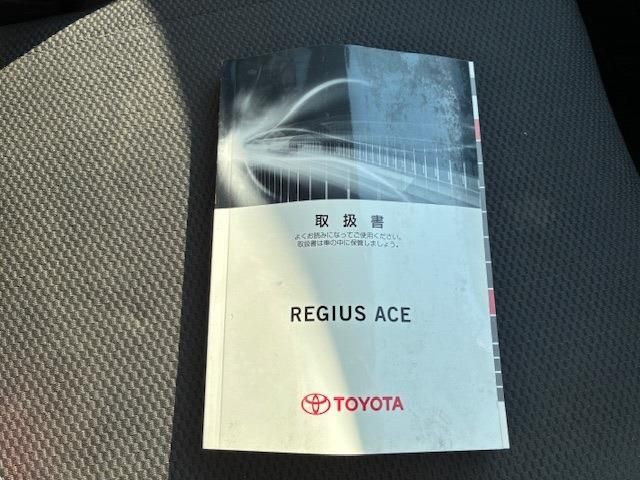 取扱書
よくお読みになってご使用ください。
取扱書は車の中に保管しましょう。
REGIUS ACE
TOYOTA